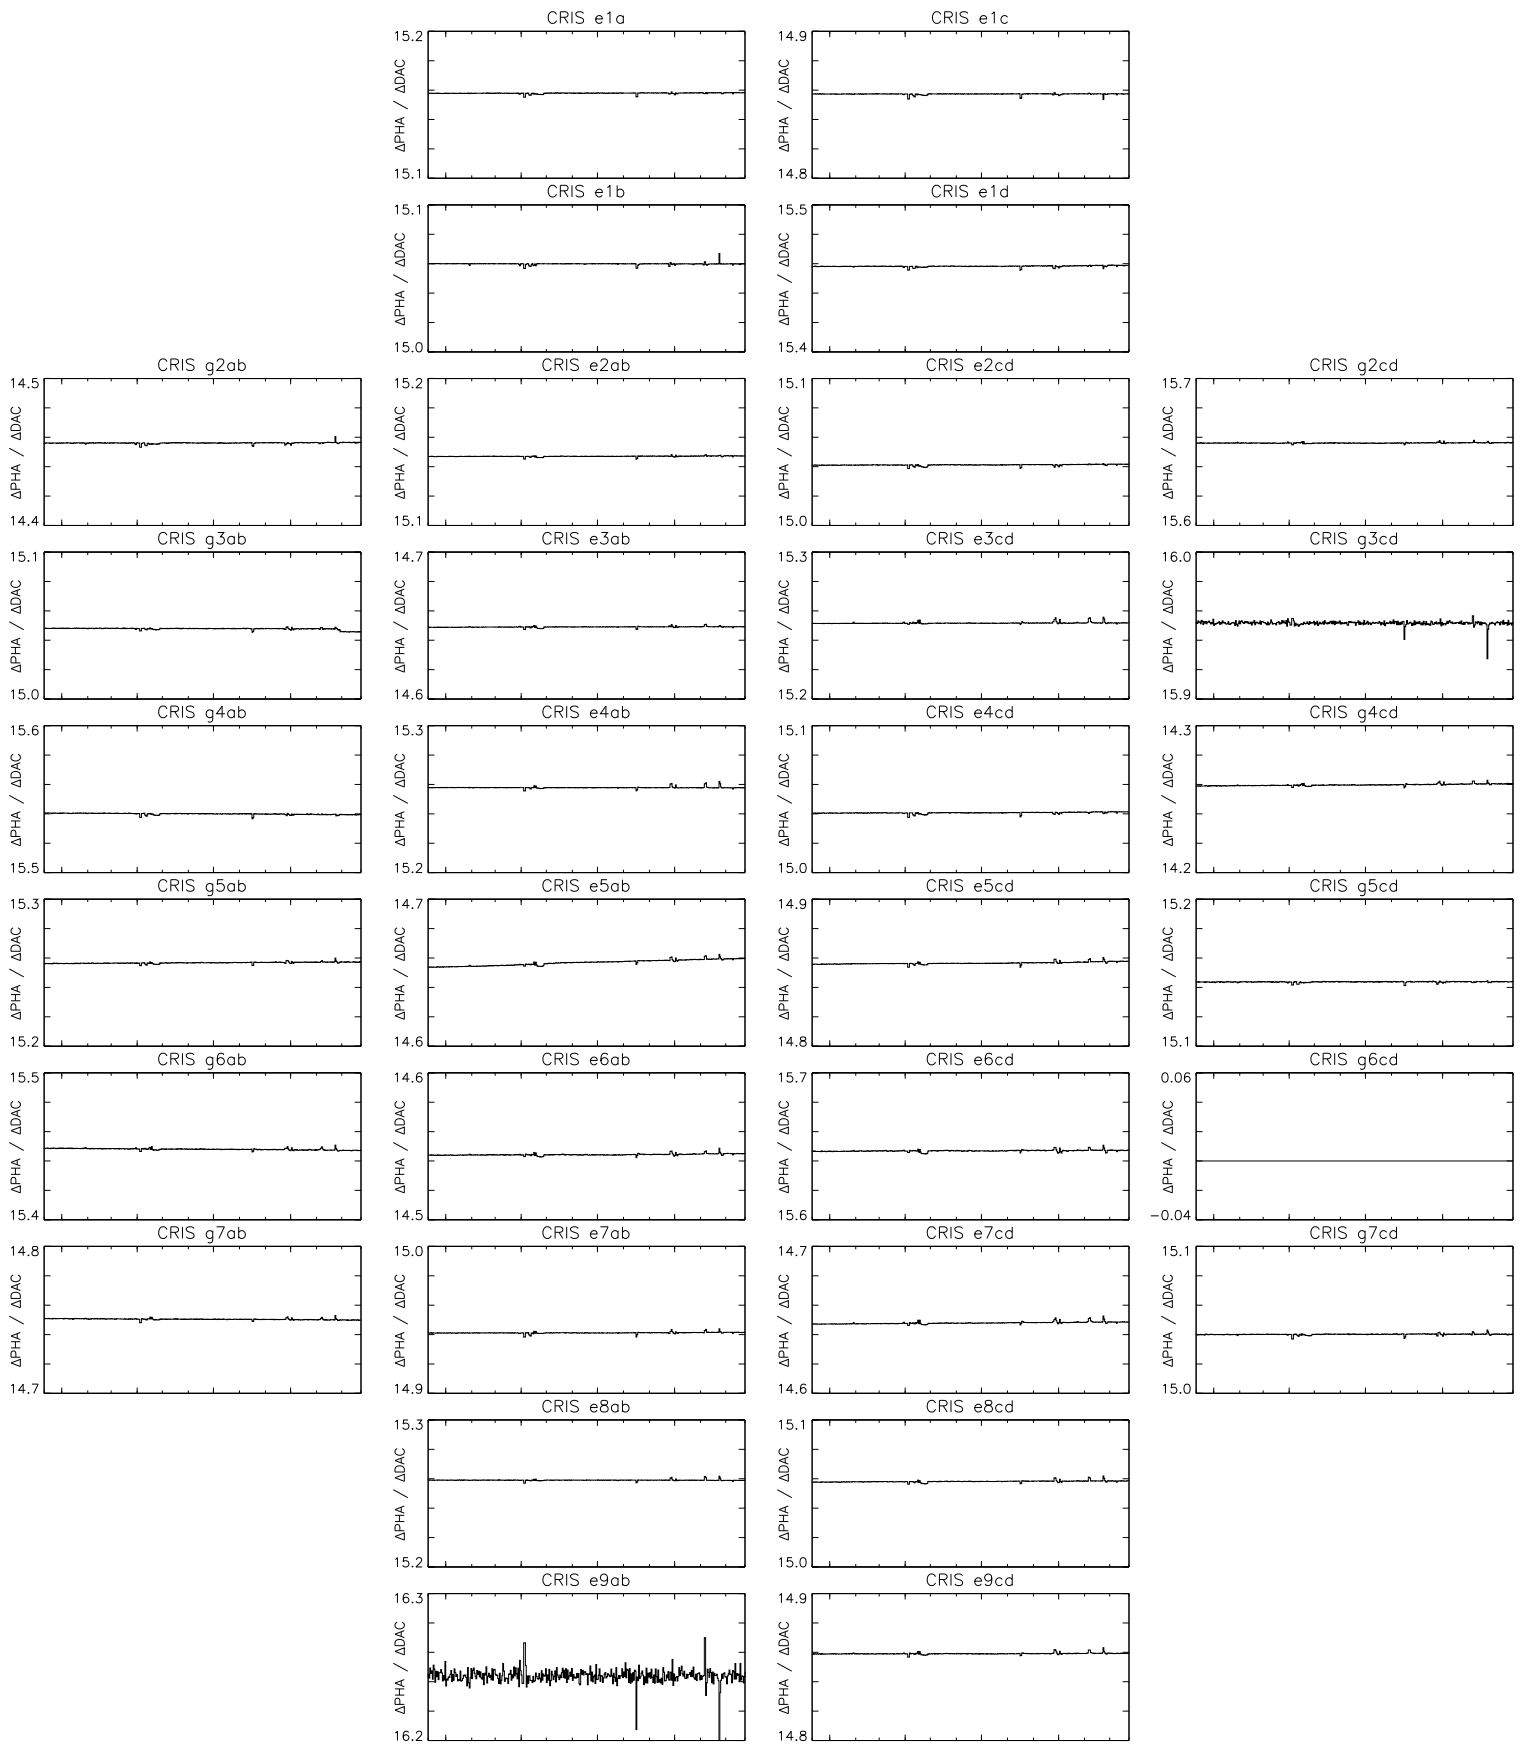 CRIS e1a
CRIS e1c
15.2
ΔPHA / ΔDAC
15.1
14.9
ΔPHA / ΔDAC
14.8
CRIS e1b
CRIS e1d
15.1
ΔPHA / ΔDAC
15.0
15.5
ΔPHA / ΔDAC
15.4
CRIS g2ab
CRIS e2ab
CRIS e2cd
CRIS g2cd
14.5
ΔPHA / ΔDAC
14.4
15.2
ΔPHA / ΔDAC
15.1
15.1
ΔPHA / ΔDAC
15.0
15.7
ΔPHA / ΔDAC
15.6
CRIS g3ab
CRIS e3ab
CRIS e3cd
CRIS g3cd
15.1
ΔPHA / ΔDAC
15.0
14.7
ΔPHA / ΔDAC
14.6
15.3
ΔPHA / ΔDAC
15.2
16.0
ΔPHA / ΔDAC
15.9
CRIS g4ab
CRIS e4ab
CRIS e4cd
CRIS g4cd
15.6
ΔPHA / ΔDAC
15.5
15.3
ΔPHA / ΔDAC
15.2
15.1
ΔPHA / ΔDAC
15.0
14.3
ΔPHA / ΔDAC
14.2
CRIS g5ab
CRIS e5ab
CRIS e5cd
CRIS g5cd
15.3
ΔPHA / ΔDAC
15.2
14.7
ΔPHA / ΔDAC
14.6
14.9
ΔPHA / ΔDAC
14.8
15.2
ΔPHA / ΔDAC
15.1
CRIS g6ab
CRIS e6ab
CRIS e6cd
CRIS g6cd
15.5
ΔPHA / ΔDAC
15.4
14.6
ΔPHA / ΔDAC
14.5
15.7
ΔPHA / ΔDAC
15.6
0.06
ΔPHA / ΔDAC
−0.04
CRIS g7ab
CRIS e7ab
CRIS e7cd
CRIS g7cd
14.8
ΔPHA / ΔDAC
14.7
15.0
ΔPHA / ΔDAC
14.9
14.7
ΔPHA / ΔDAC
14.6
15.1
ΔPHA / ΔDAC
15.0
CRIS e8ab
CRIS e8cd
15.3
ΔPHA / ΔDAC
15.2
15.1
ΔPHA / ΔDAC
15.0
CRIS e9ab
CRIS e9cd
16.3
ΔPHA / ΔDAC
16.2
14.9
ΔPHA / ΔDAC
14.8